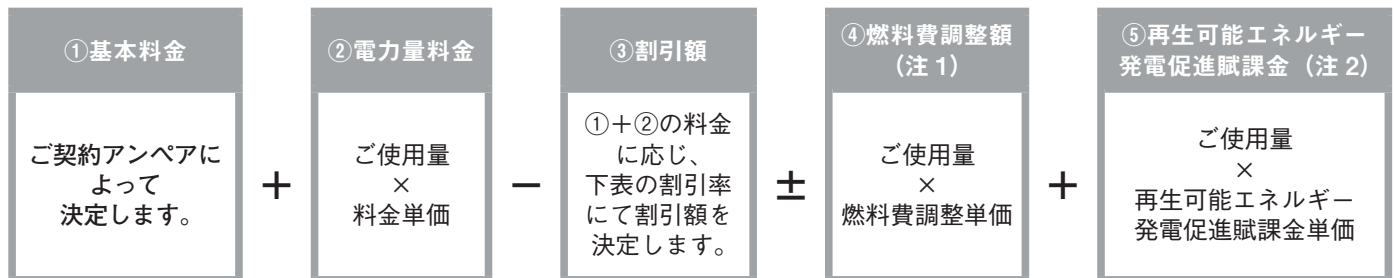 ①基本料金
ご契約アンペアに
よって
決定します。
＋
②電力量料金
ご使用量
×
料金単価
－
③割引額
①＋②の料金
に応じ、
下表の割引率
にて割引額を
決定します。
±
④燃料費調整額
（注 1）
ご使用量
×
燃料費調整単価
＋
⑤再生可能エネルギー
発電促進賦課金（注 2）
ご使用量
×
再生可能エネルギー
発電促進賦課金単価